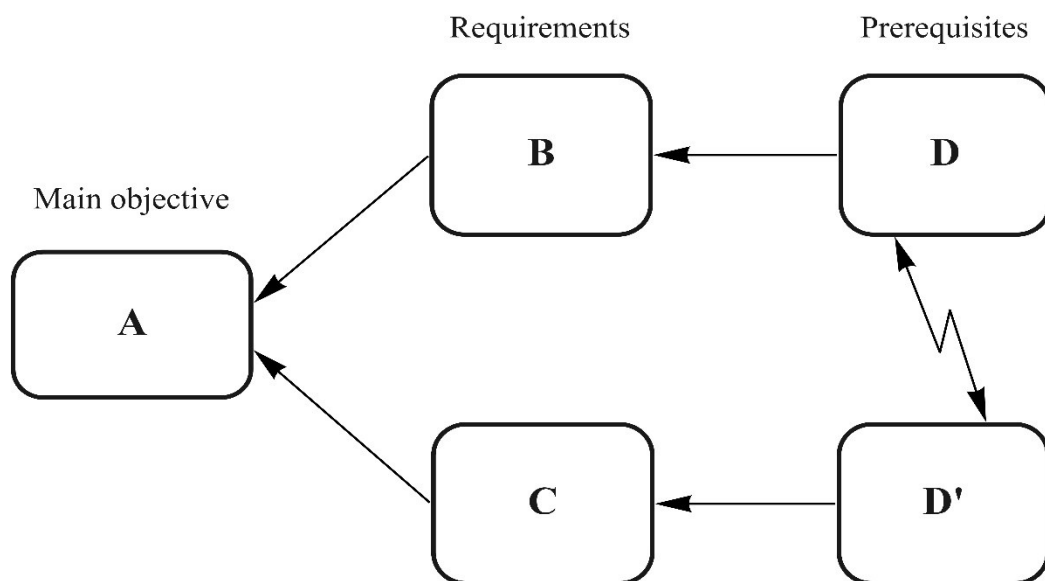 Requirements
Prerequisites
B
D
Main objective
A
C
D'